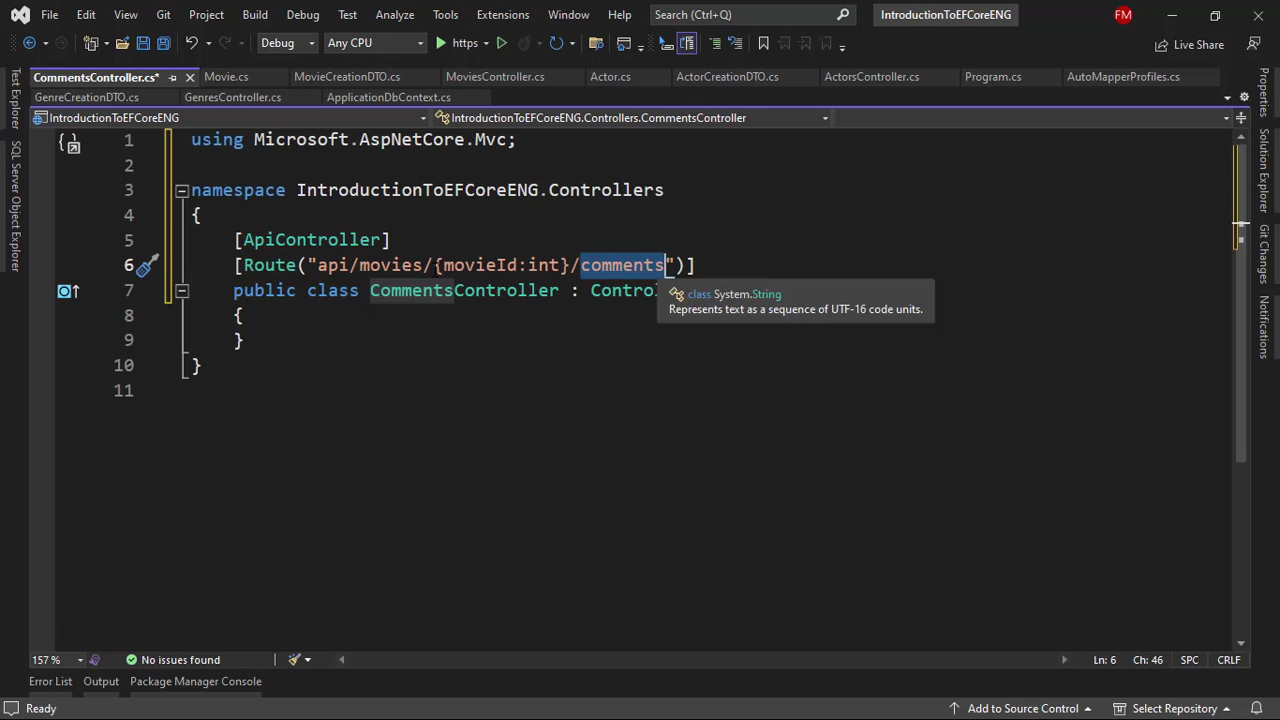 File Edit View Git Project Build Debug Test Analyze Tools Extensions Window Help Search (Ctrl+Q) IntroductionToEFCoreENG FM
Debug Any CPU https Live Share
CommentsController.cs* Movie.cs MovieCreationDTO.cs MoviesController.cs Actor.cs ActorCreationDTO.cs ActorsController.cs Program.cs AutoMapperProfiles.cs
GenreCreationDTO.cs GenresController.cs ApplicationDbContext.cs
IntroductionToEFCoreENG IntroductionToEFCoreENG.Controllers.CommentsController
Test Explorer
SQL Server Object Explorer
Properties
Solution Explorer
Git Changes
1 using Microsoft.AspNetCore.Mvc;
2
3 namespace IntroductionToEFCoreENG.Controllers
4 {
5 [ApiController]
6 [Route("api/movies/{movieId:int}/comments")]
7 public class CommentsController : Control
class System.String
Represents text as a sequence of UTF-16 code units.
8 {
9 }
10 }
11
157 % No issues found Ln: 6 Ch: 46 SPC CRLF
Error List Output Package Manager Console
Ready Add to Source Control Select Repository